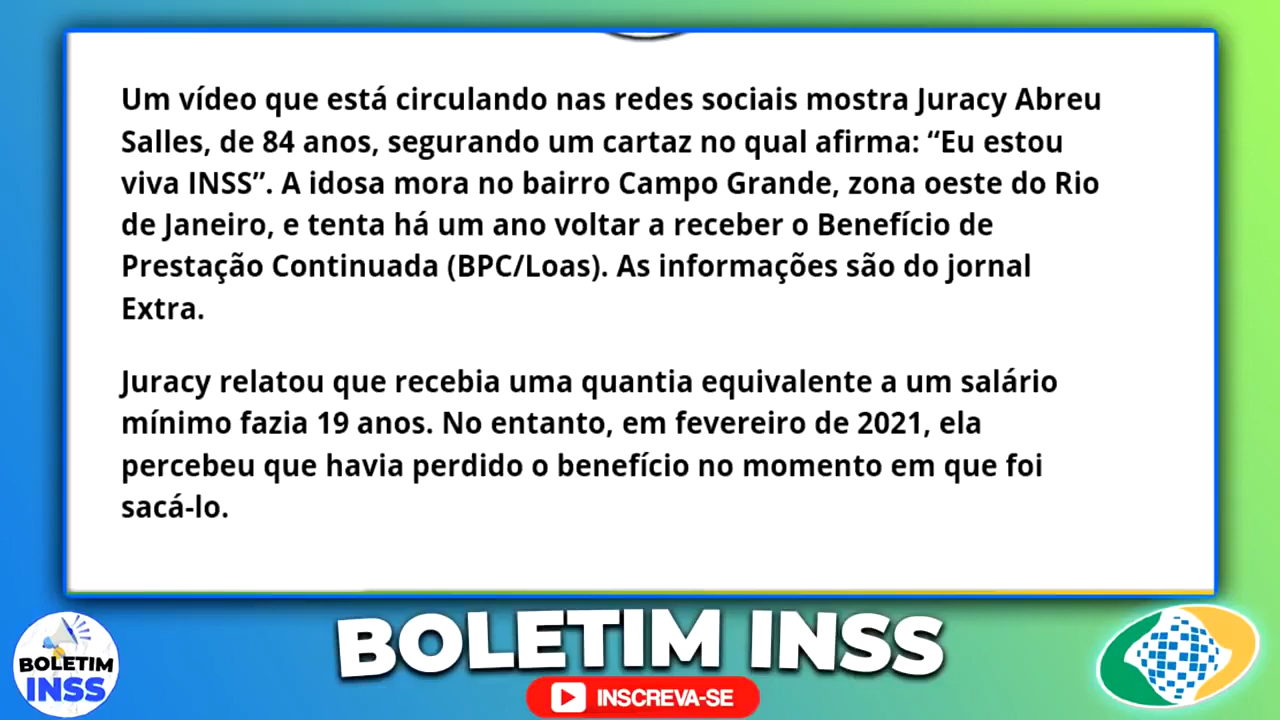 Um vídeo que está circulando nas redes sociais mostra Juracy Abreu
Salles, de 84 anos, segurando um cartaz no qual afirma: “Eu estou
viva INSS”. A idosa mora no bairro Campo Grande, zona oeste do Rio
de Janeiro, e tenta há um ano voltar a receber o Benefício de
Prestação Continuada (BPC/Loas). As informações são do jornal
Extra.
Juracy relatou que recebia uma quantia equivalente a um salário
mínimo fazia 19 anos. No entanto, em fevereiro de 2021, ela
percebeu que havia perdido o benefício no momento em que foi
sacá-lo.
BOLETIM INSS
BOLETIM
INSS
INSCREVA-SE